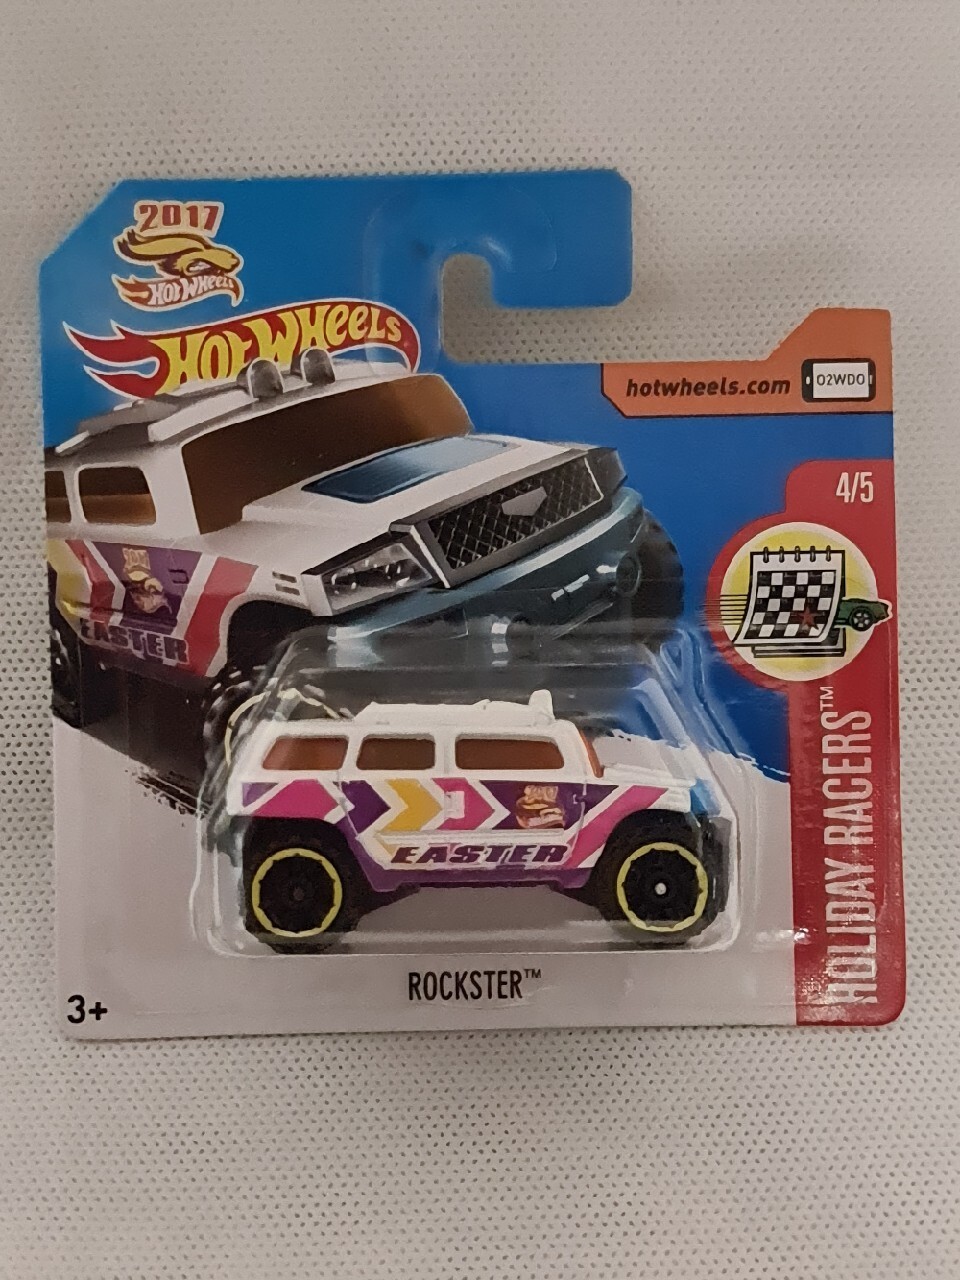 2017
HOT WHEELS
HOT WHEELS
hotwheels.com
O2WDO
4/5
EASTER
HOLIDAY RACERS™
EASTER
ROCKSTER™
3+